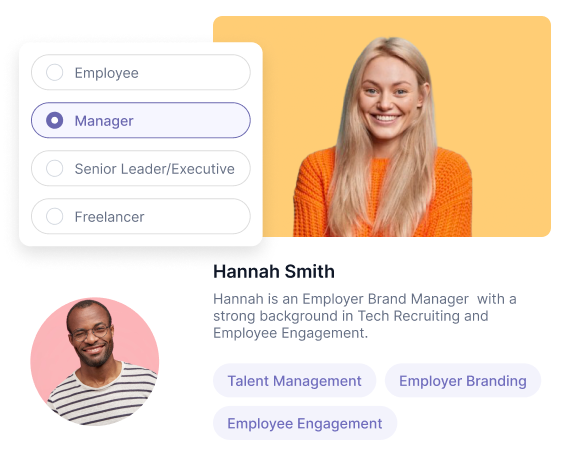 Employee
Manager
Senior Leader/Executive
Freelancer
Hannah Smith
Hannah is an Employer Brand Manager with a
strong background in Tech Recruiting and
Employee Engagement.
Talent Management
Employer Branding
Employee Engagement